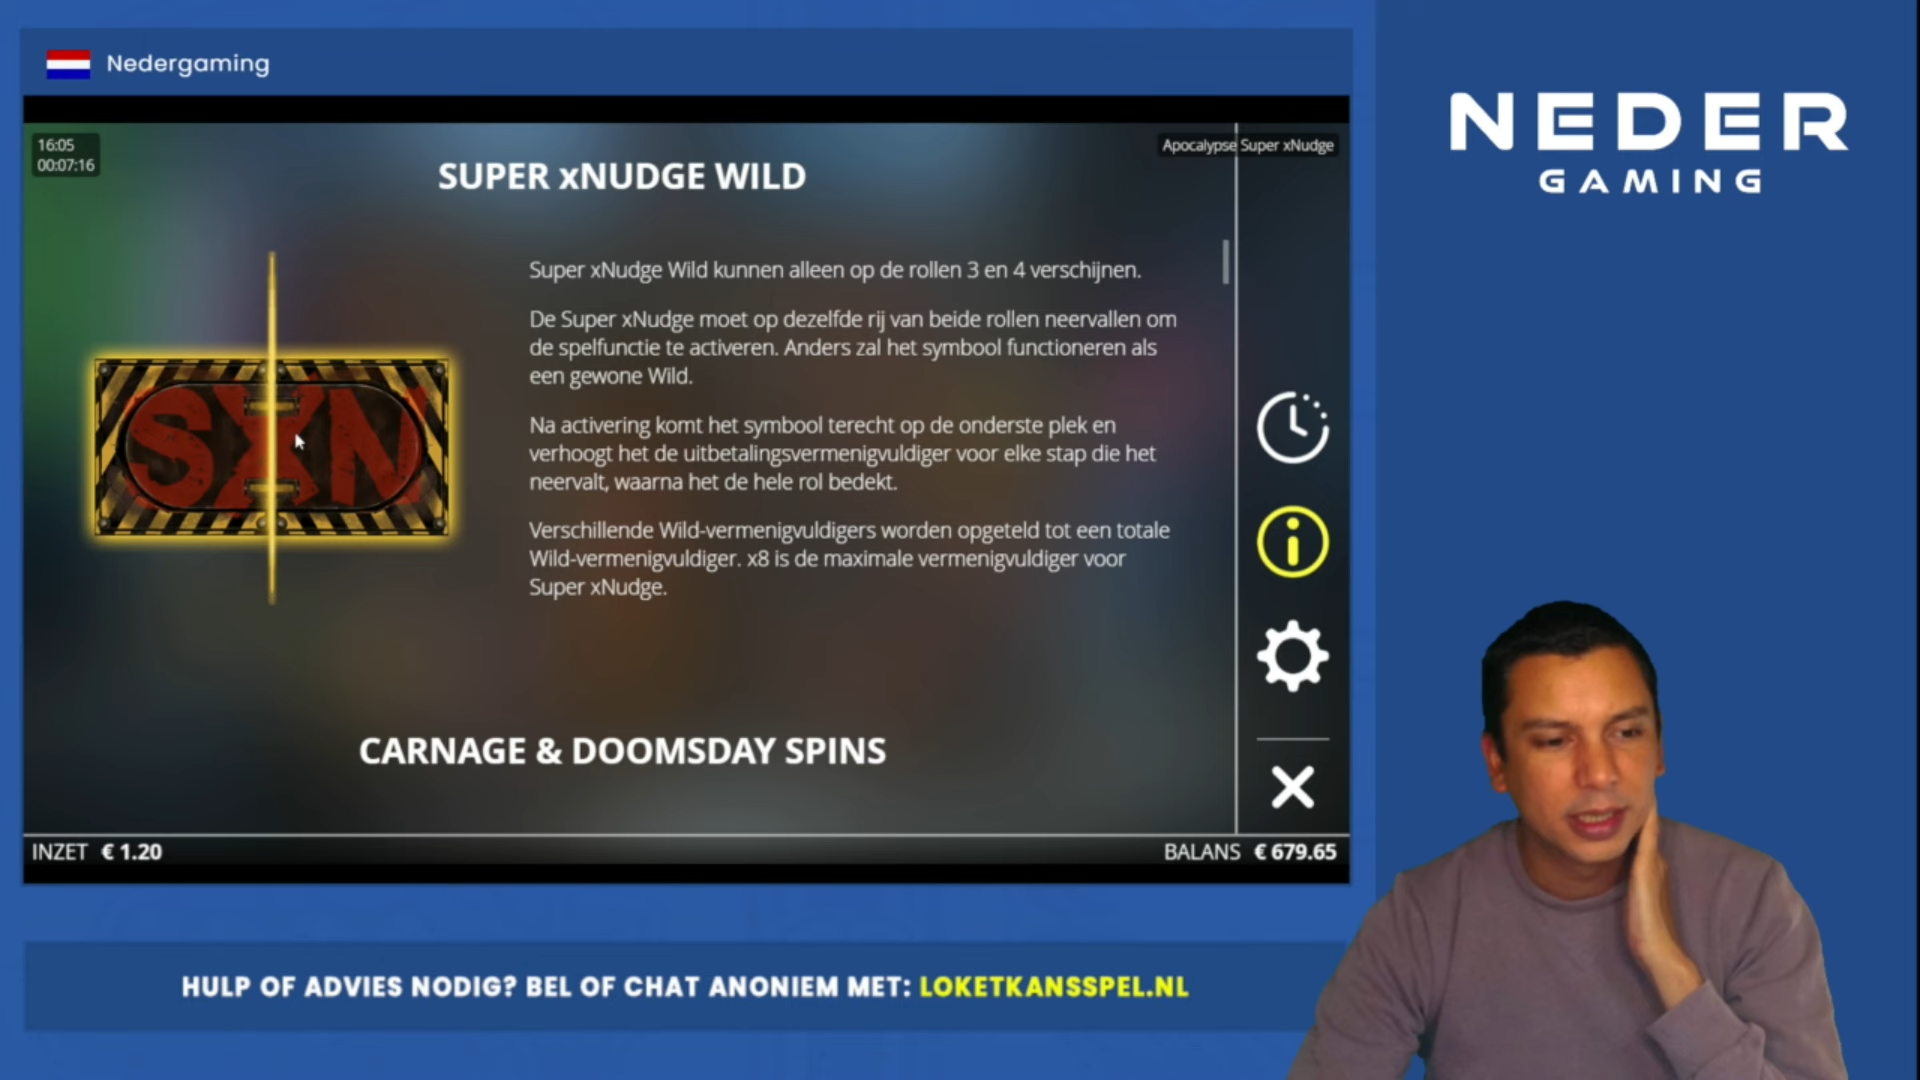 Nedergaming
NEDER
GAMING
16:05
00:07:16
Apocalypse Super xNudge
SUPER xNUDGE WILD
Super xNudge Wild kunnen alleen op de rollen 3 en 4 verschijnen.
De Super xNudge moet op dezelfde rij van beide rollen neervallen om
de spelfunctie te activeren. Anders zal het symbool functioneren als
een gewone Wild.
Na activering komt het symbool terecht op de onderste plek en
verhoogt het de uitbetalingsvermenigvuldiger voor elke stap die het
neervalt, waarna het de hele rol bedekt.
Verschillende Wild-vermenigvuldigers worden opgeteld tot een totale
Wild-vermenigvuldiger. x8 is de maximale vermenigvuldiger voor
Super xNudge.
SXN
CARNAGE & DOOMSDAY SPINS
INZET € 1.20
BALANS € 679.65
HULP OF ADVIES NODIG? BEL OF CHAT ANONIEM MET: LOKETKANSSPEL.NL